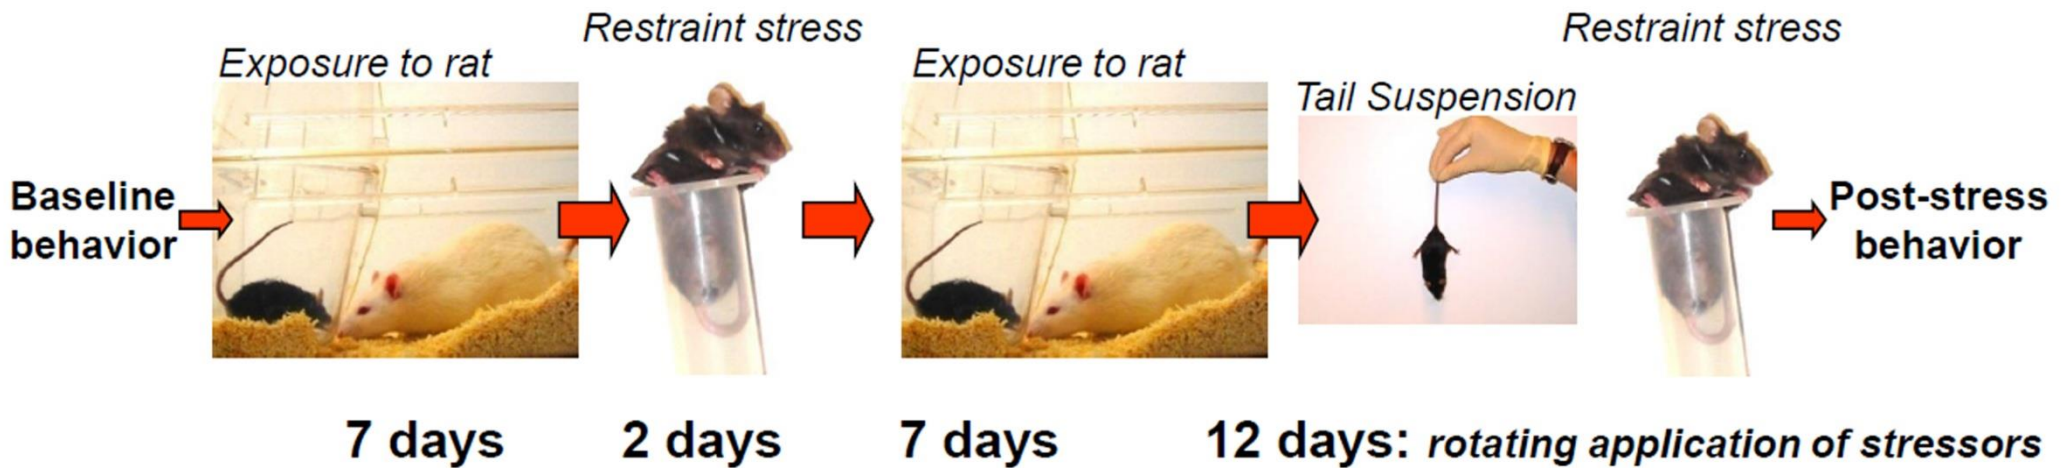 Restraint stress
Restraint stress
Exposure to rat
Exposure to rat
Tail Suspension
Baseline
behavior
Post-stress
behavior
7 days
2 days
7 days
12 days: rotating application of stressors